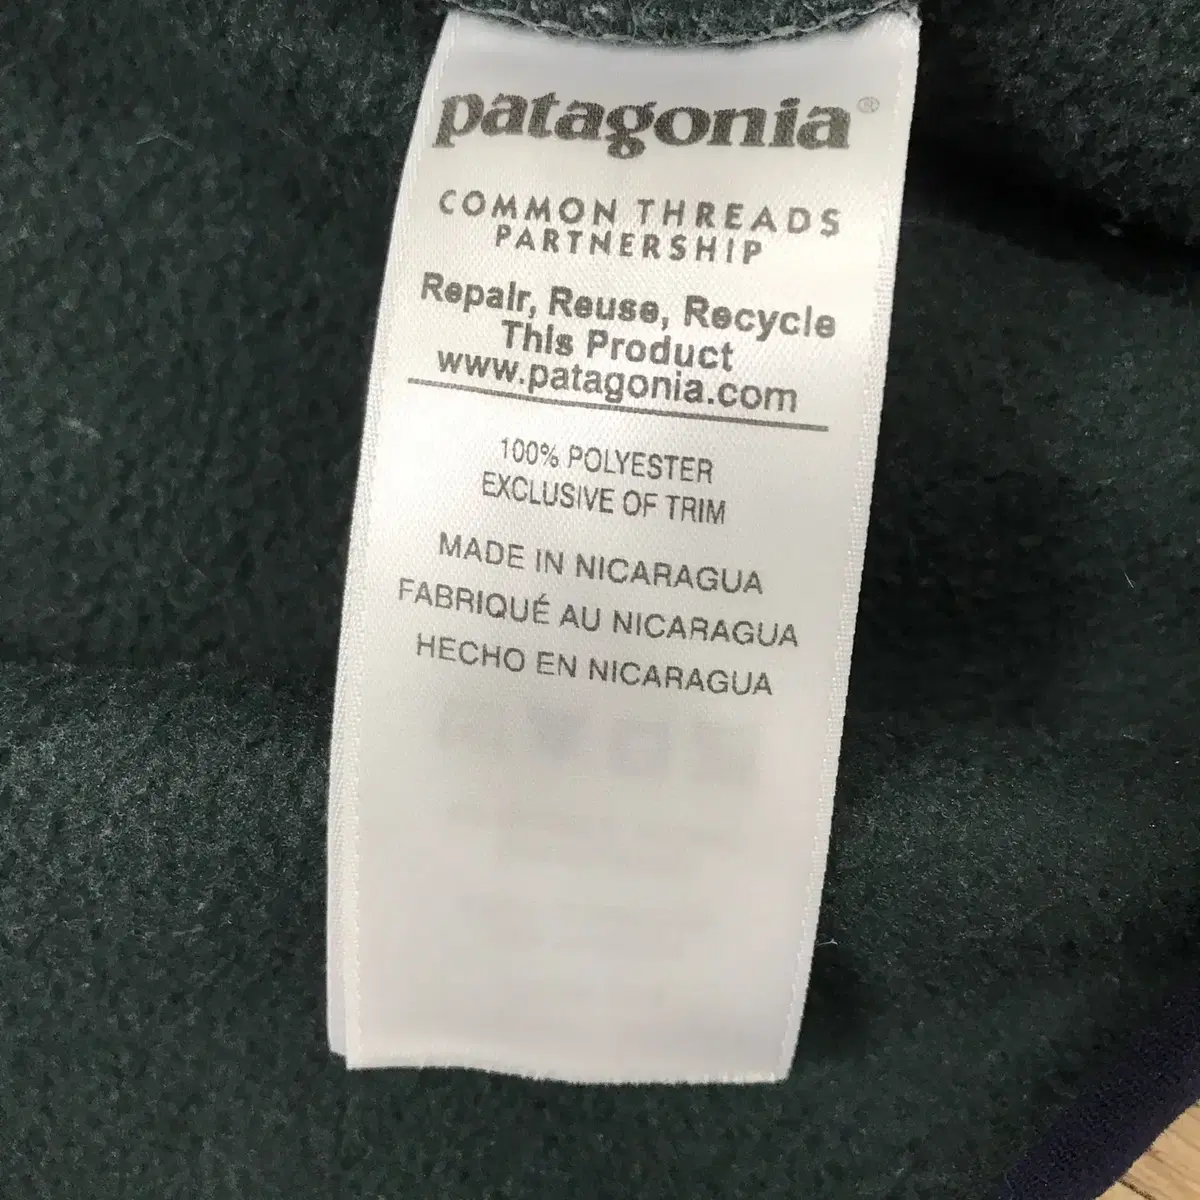 patagonia®
COMMON THREADS
PARTNERSHIP
Repair, Reuse, Recycle
This Product
www.patagonia.com
100% POLYESTER
EXCLUSIVE OF TRIM
MADE IN NICARAGUA
FABRIQUÉ AU NICARAGUA
HECHO EN NICARAGUA